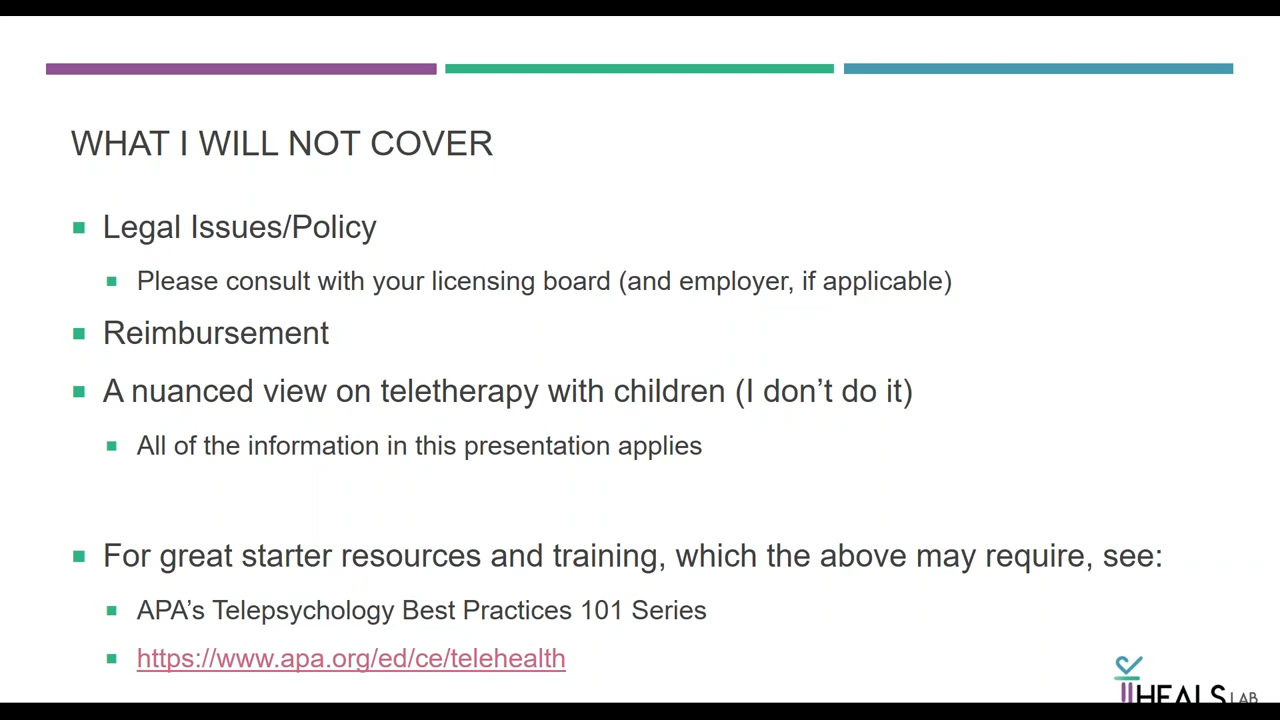 WHAT I WILL NOT COVER
Legal Issues/Policy
Please consult with your licensing board (and employer, if applicable)
Reimbursement
A nuanced view on teletherapy with children (I don’t do it)
All of the information in this presentation applies
For great starter resources and training, which the above may require, see:
APA’s Telepsychology Best Practices 101 Series
https://www.apa.org/ed/ce/telehealth
HEALS LAB